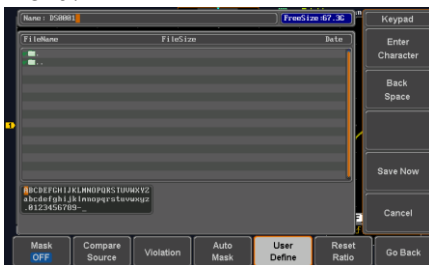 Name: DS0001
FreeSize:67.3G
Keypad
FileName FileSize Date
.
..
Enter
Character
Back
Space
Save Now
Cancel
ABCDEFGHIJKLMNOPQRSTUVWXYZ
abcdefghijklmnopqrstuvwxyz
.0123456789-_
Mask
OFF
Compare
Source
Violation
Auto
Mask
User
Define
Reset
Ratio
Go Back